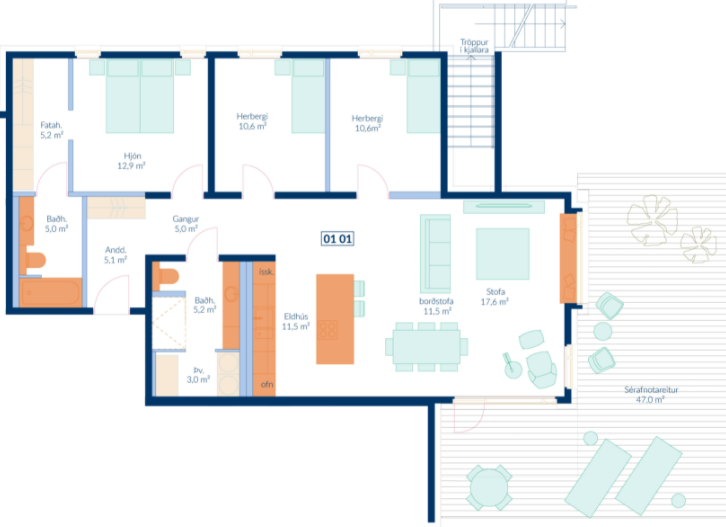 Tröppur
í kjallara
Fatah.
5,2 m²
Hjón
12,9 m²
Herbergi
10,6 m²
Herbergi
10,6m²
Baðh.
5,0 m²
Andd.
5,1 m²
Gangur
5,0 m²
01 01
Baðh.
5,2 m²
Íssk.
Eldhús
11,5 m²
borðstofa
11,5 m²
Stofa
17,6 m²
Þv.
3,0 m²
ofn
Sérafnotareitur
47,0 m²